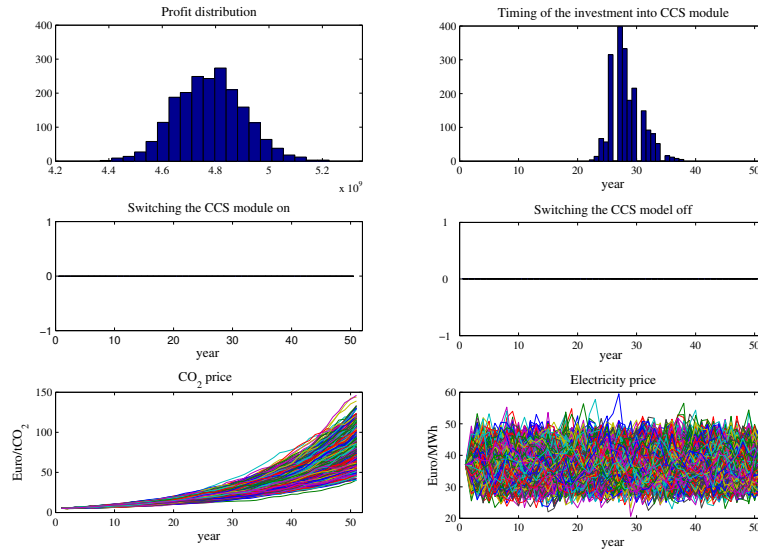 Profit distribution
400
300
200
100
0
4.2 4.4 4.6 4.8 5 5.2
x 10⁹
Timing of the investment into CCS module
400
300
200
100
0
0 10 20 30 40 50
year
Switching the CCS module on
1
0
−1
0 10 20 30 40 50
year
Switching the CCS model off
1
0
−1
0 10 20 30 40 50
year
CO₂ price
Euro/tCO₂
150
100
50
0
0 10 20 30 40 50
year
Electricity price
Euro/MWh
60
50
40
30
20
0 10 20 30 40 50
year